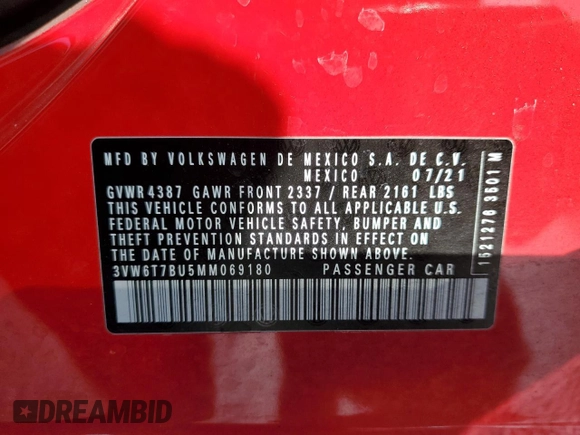 MFD BY VOLKSWAGEN DE MEXICO S.A. DE C.V.
MEXICO 07/21
GVWR 4387 GAWR FRONT 2337 / REAR 2161 LBS
THIS VEHICLE CONFORMS TO ALL APPLICABLE U.S.
FEDERAL MOTOR VEHICLE SAFETY, BUMPER AND
THEFT PREVENTION STANDARDS IN EFFECT ON
THE DATE OF MANUFACTURE SHOWN ABOVE.
3VW6T7BU5MM069180 PASSENGER CAR
1521276 3501 M
DREAMBID